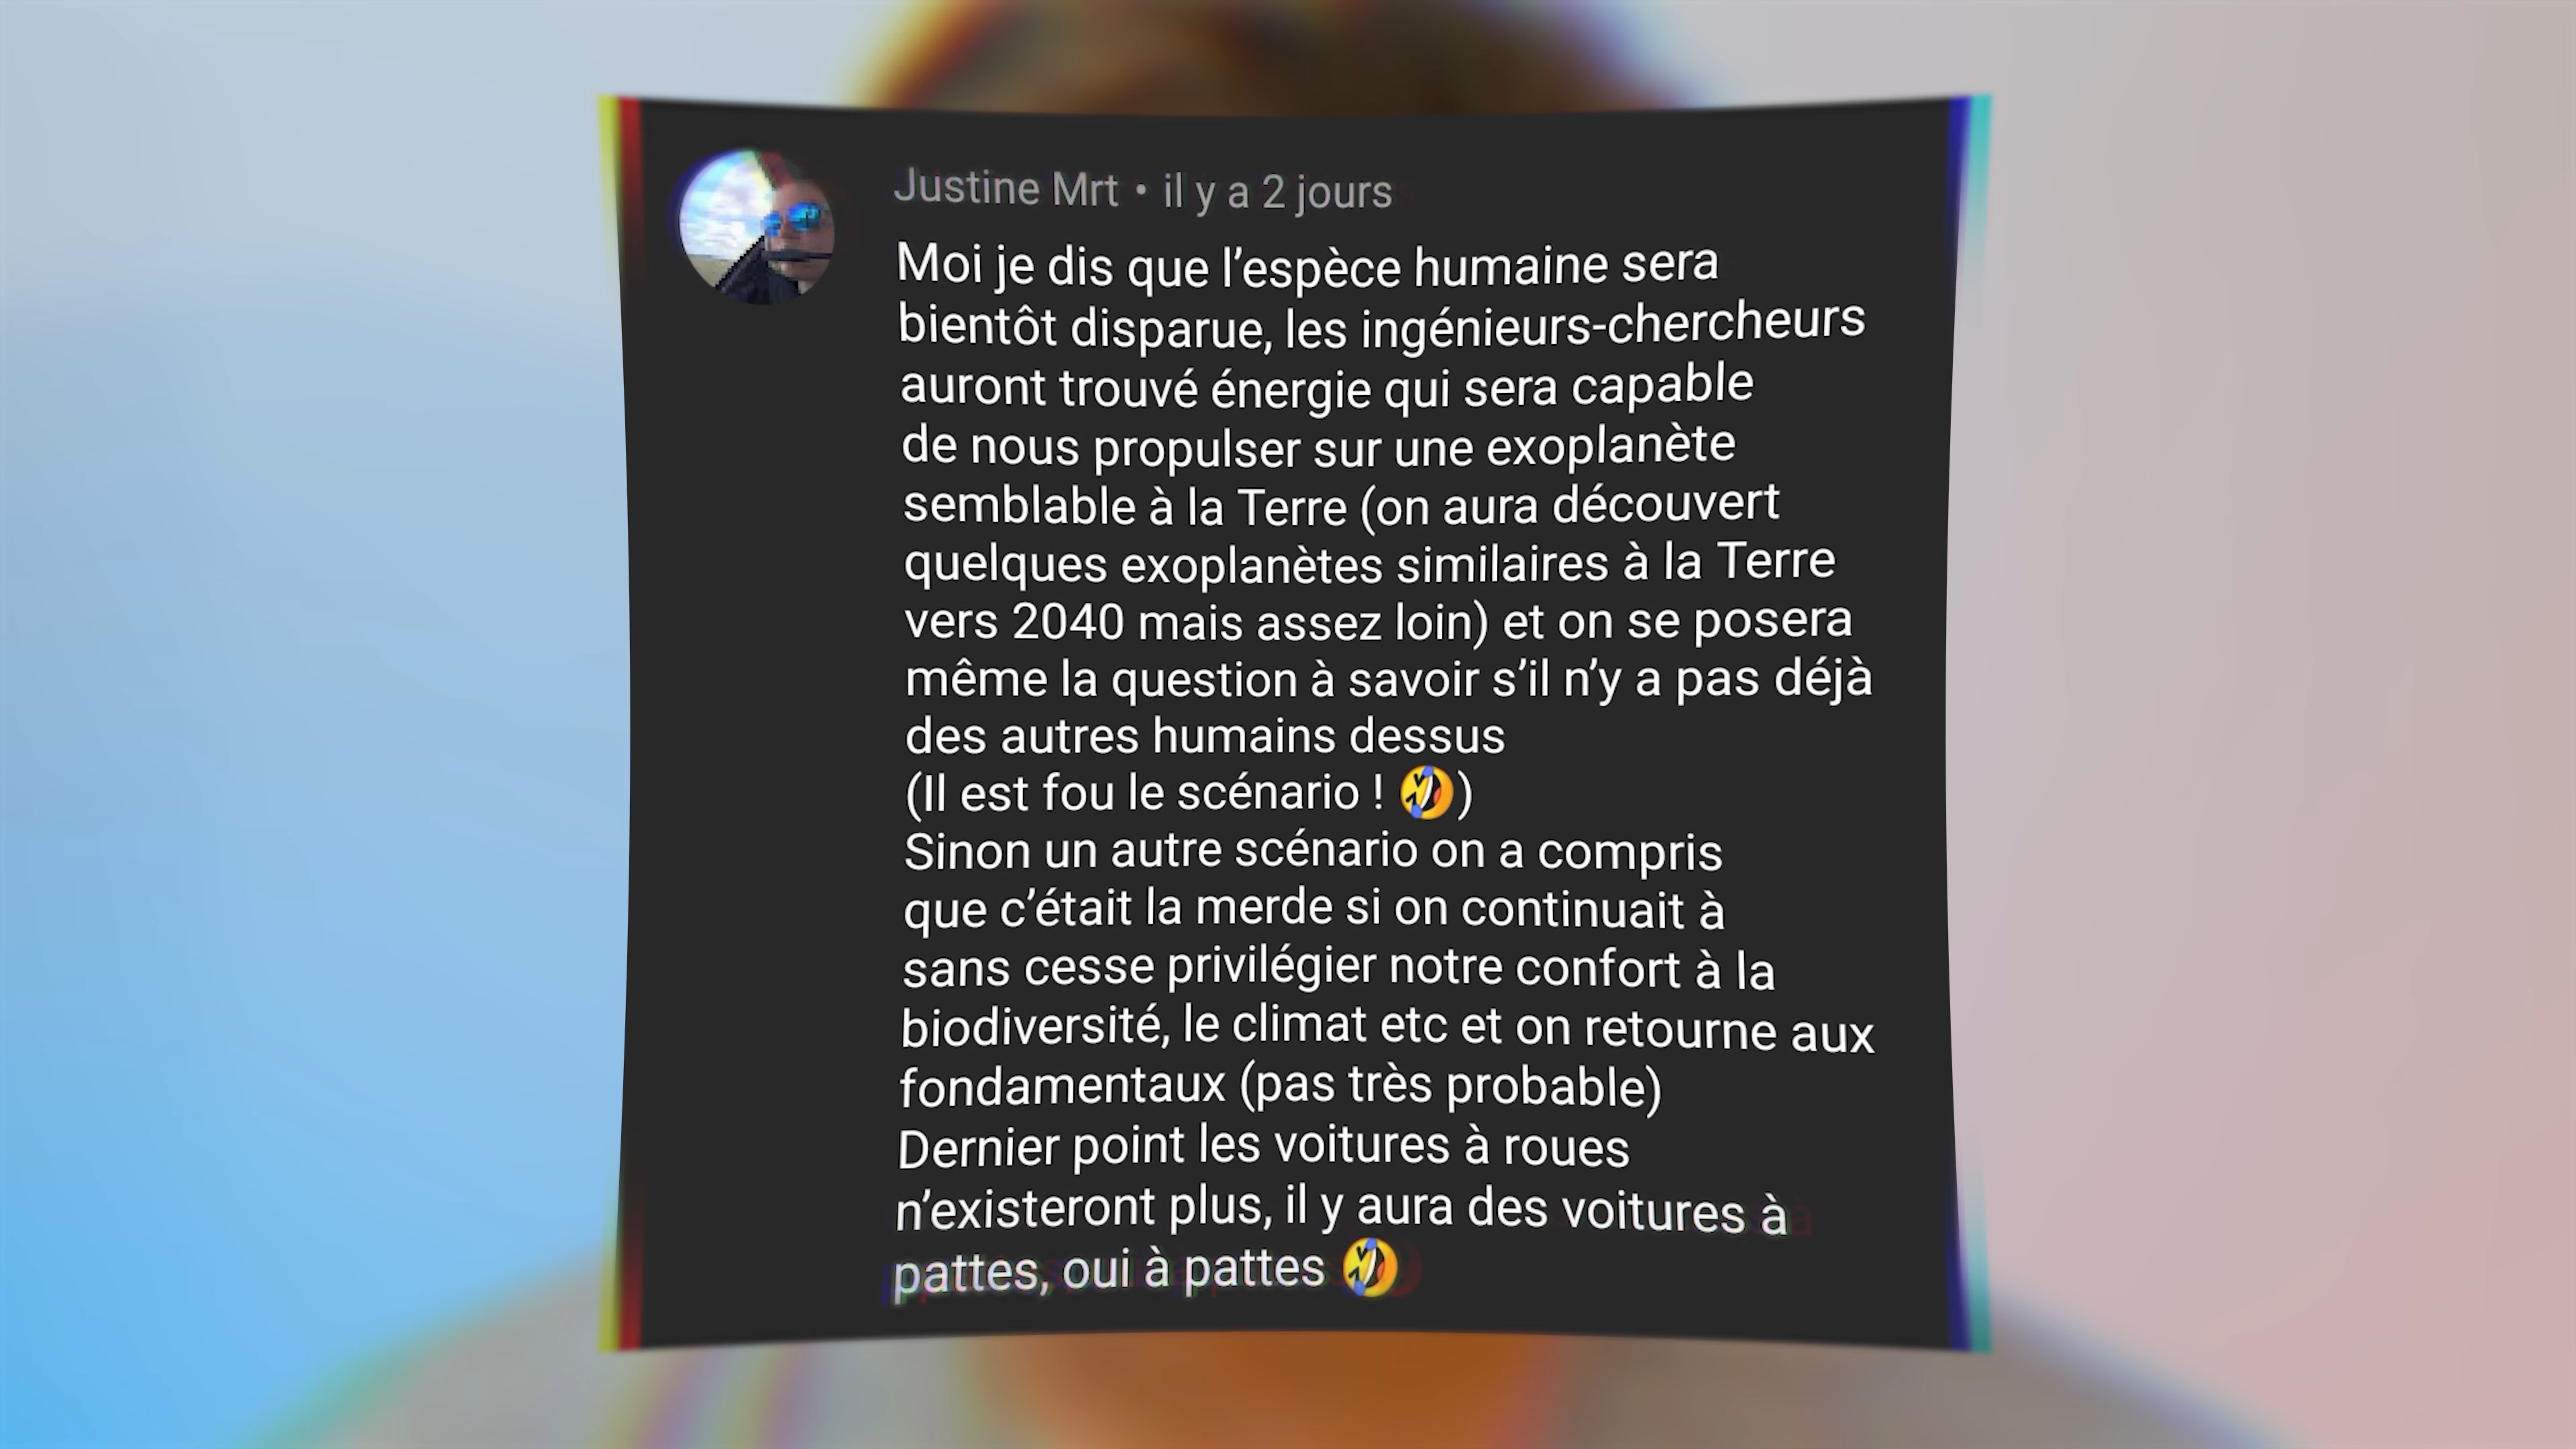 Justine Mrt • il y a 2 jours
Moi je dis que l’espèce humaine sera
bientôt disparue, les ingénieurs-chercheurs
auront trouvé énergie qui sera capable
de nous propulser sur une exoplanète
semblable à la Terre (on aura découvert
quelques exoplanètes similaires à la Terre
vers 2040 mais assez loin) et on se posera
même la question à savoir s’il n’y a pas déjà
des autres humains dessus
(Il est fou le scénario ! 🤣)
Sinon un autre scénario on a compris
que c’était la merde si on continuait à
sans cesse privilégier notre confort à la
biodiversité, le climat etc et on retourne aux
fondamentaux (pas très probable)
Dernier point les voitures à roues
n’existeront plus, il y aura des voitures à
pattes, oui à pattes 🤣